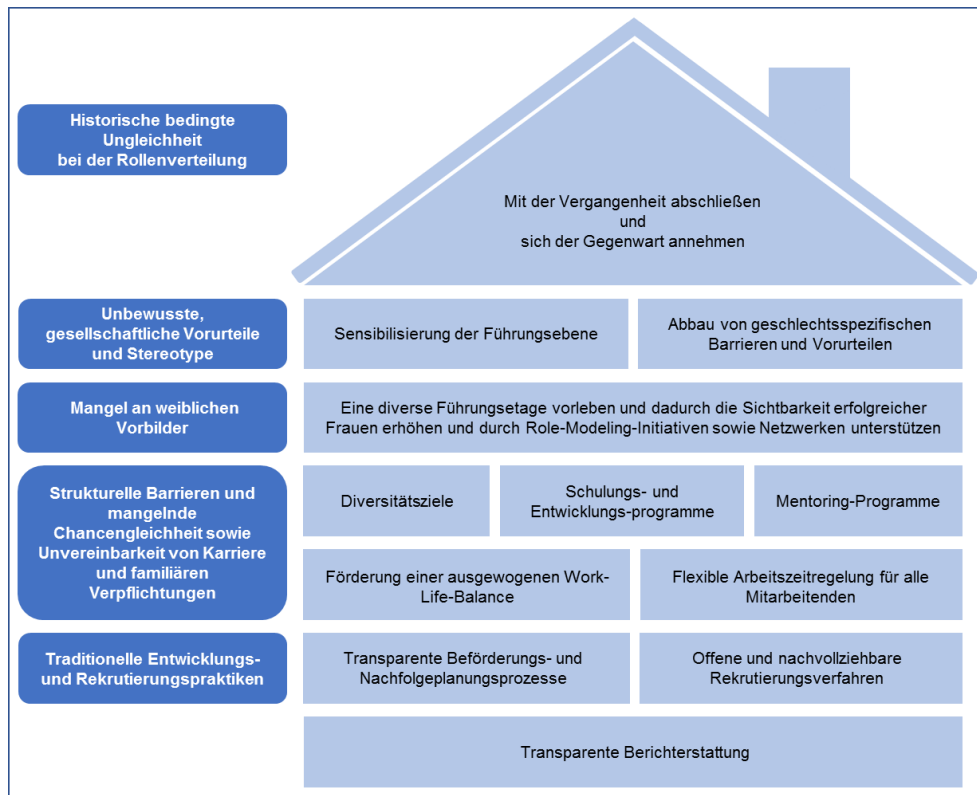 Historische bedingte
Ungleichheit
bei der Rollenverteilung
Mit der Vergangenheit abschließen
und
sich der Gegenwart annehmen
Unbewusste,
gesellschaftliche Vorurteile
und Stereotype
Sensibilisierung der Führungsebene
Abbau von geschlechtsspezifischen
Barrieren und Vorurteilen
Mangel an weiblichen
Vorbilder
Eine diverse Führungsetage vorleben und dadurch die Sichtbarkeit erfolgreicher
Frauen erhöhen und durch Role-Modeling-Initiativen sowie Netzwerken unterstützen
Strukturelle Barrieren und
mangelnde
Chancengleichheit sowie
Unvereinbarkeit von Karriere
und familiären
Verpflichtungen
Diversitätsziele
Schulungs- und
Entwicklungs-programme
Mentoring-Programme
Förderung einer ausgewogenen Work-
Life-Balance
Flexible Arbeitszeitregelung für alle
Mitarbeitenden
Traditionelle Entwicklungs-
und Rekrutierungspraktiken
Transparente Beförderungs- und
Nachfolgeplanungsprozesse
Offene und nachvollziehbare
Rekrutierungsverfahren
Transparente Berichterstattung